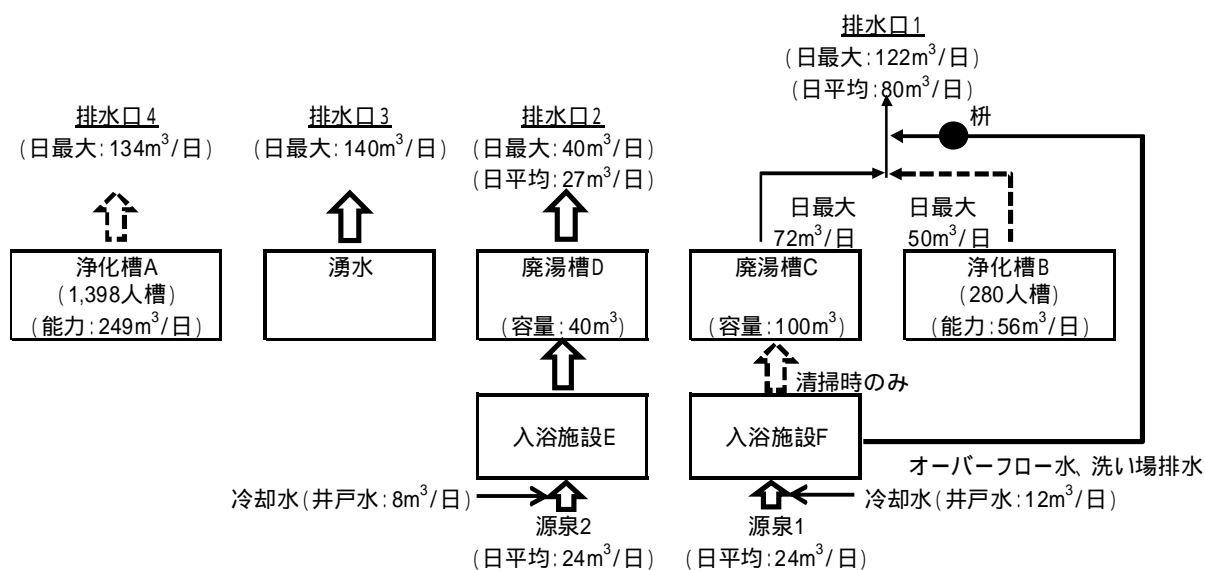 排水口1
(日最大:122m³/日)
(日平均:80m³/日)
枡
排水口4
(日最大:134m³/日)
排水口3
(日最大:140m³/日)
排水口2
(日最大:40m³/日)
(日平均:27m³/日)
日最大
72m³/日
日最大
50m³/日
浄化槽A
(1,398人槽)
(能力:249m³/日)
湧水
廃湯槽D
(容量:40m³)
廃湯槽C
(容量:100m³)
浄化槽B
(280人槽)
(能力:56m³/日)
清掃時のみ
入浴施設E
入浴施設F
オーバーフロー水、洗い場排水
冷却水(井戸水:8m³/日)
冷却水(井戸水:12m³/日)
源泉2
(日平均:24m³/日)
源泉1
(日平均:24m³/日)